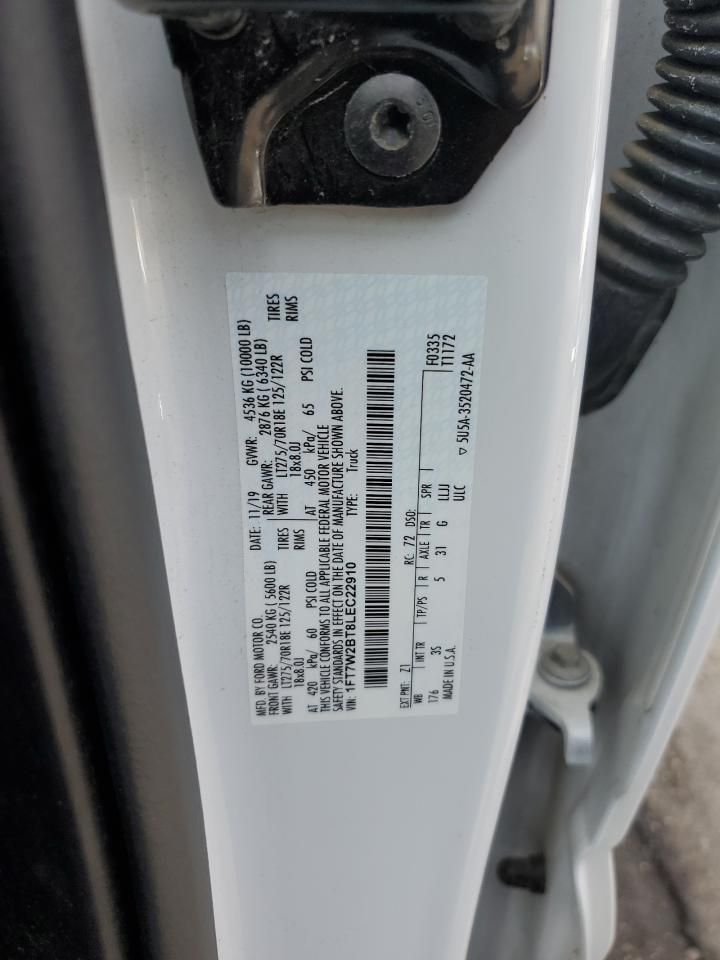 MFD. BY FORD MOTOR CO.
DATE: 11/19 GVWR: 4536 KG (10000 LB)
FRONT GAWR: 2540 KG ( 5600 LB) REAR GAWR: 2876 KG ( 6340 LB)
WITH LT275/70R18E 125/122R TIRES WITH LT275/70R18E 125/122R TIRES
18x8.0J RIMS 18x8.0J RIMS
AT 420 kPa/ 60 PSI COLD AT 450 kPa/ 65 PSI COLD
THIS VEHICLE CONFORMS TO ALL APPLICABLE FEDERAL MOTOR VEHICLE
SAFETY STANDARDS IN EFFECT ON THE DATE OF MANUFACTURE SHOWN ABOVE.
VIN: 1FT7W2BT8LEC22910 TYPE: Truck
F0335
EXT PNT: Z1 RC: 72 DSO: T1172
WB INT TR TP/PS R AXLE TR SPR
176 3S 5 31 G LLJJ
MADE IN U.S.A. ULC
▽ 5U5A-3520472-AA